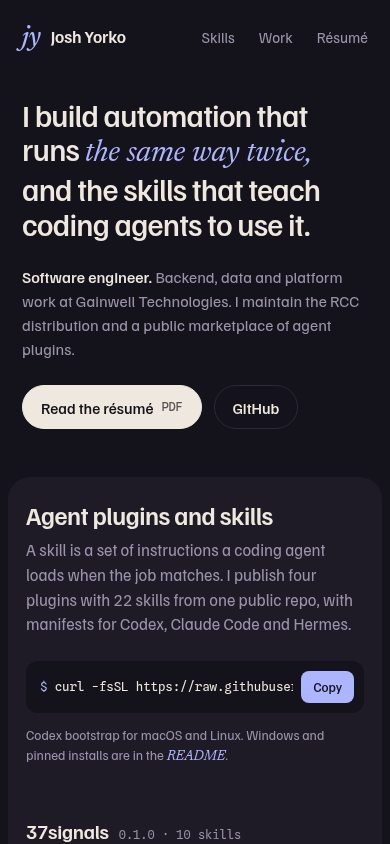 jy Josh Yorko Skills Work Résumé
I build automation that
runs the same way twice,
and the skills that teach
coding agents to use it.
Software engineer. Backend, data and platform
work at Gainwell Technologies. I maintain the RCC
distribution and a public marketplace of agent
plugins.
Read the résumé PDF GitHub
Agent plugins and skills
A skill is a set of instructions a coding agent
loads when the job matches. I publish four
plugins with 22 skills from one public repo, with
manifests for Codex, Claude Code and Hermes.
$ curl -fsSL https://raw.githubuse Copy
Codex bootstrap for macOS and Linux. Windows and
pinned installs are in the README.
37signals 0.1.0 · 10 skills